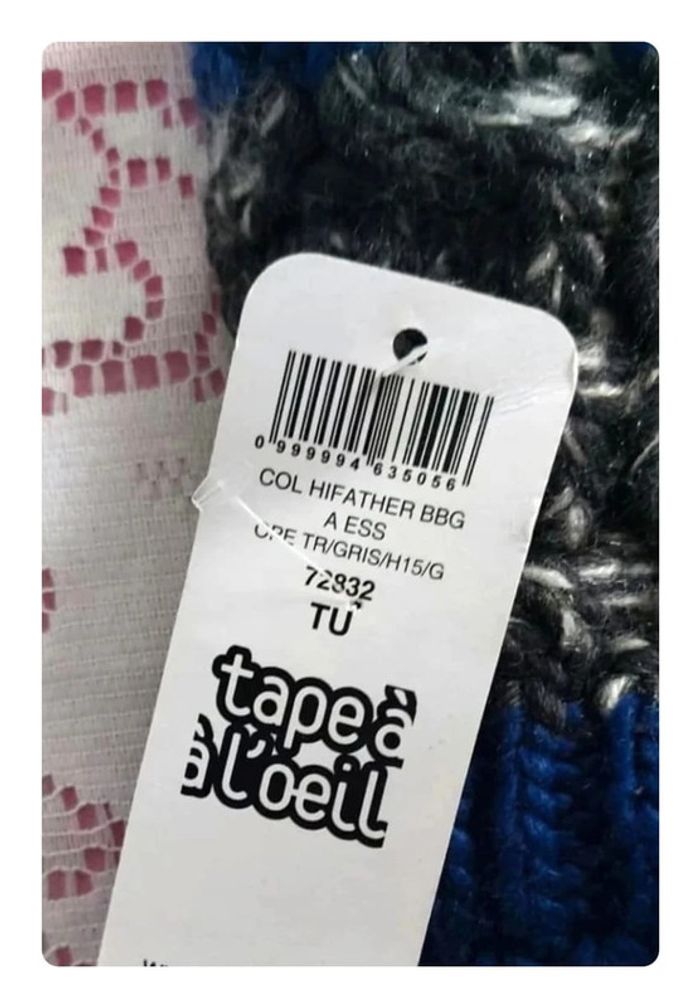 0 999994 635056
COL HIFATHER BBG
A ESS
TR/GRIS/H15/G
72832
TU
tape à
à l'oeil